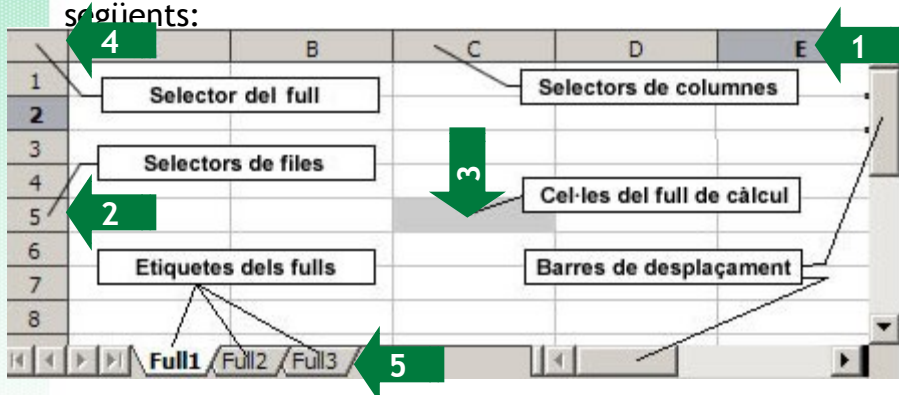 següents:
4 B C D E 1
1 Selector del full Selectors de columnes
2
3 Selectors de files 3
4 Cel·les del full de càlcul
5 2
6 Etiquetes dels fulls Barres de desplaçament
7
8
Full1 Full2 Full3 5